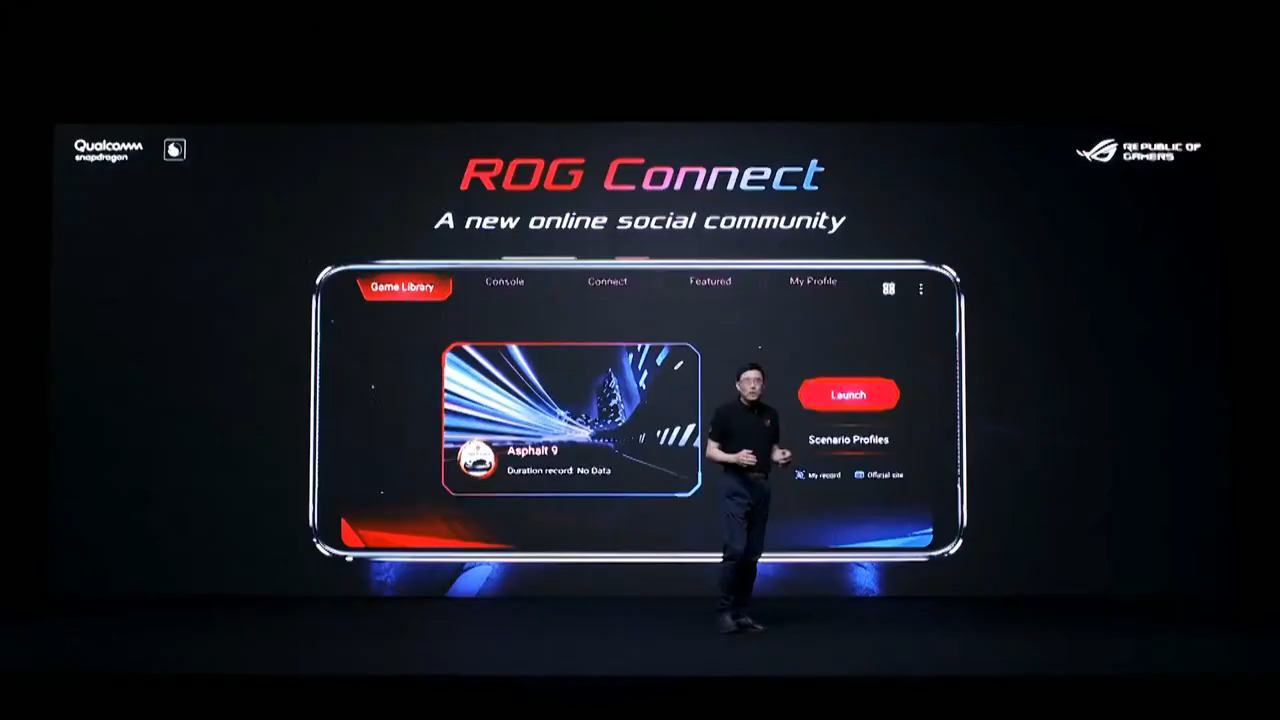 Qualcomm
snapdragon
REPUBLIC OF
GAMERS
ROG Connect
A new online social community
Game Library
Console
Connect
Featured
My Profile
Launch
Scenario Profiles
Asphalt 9
Duration record: No Data
My record
Official site